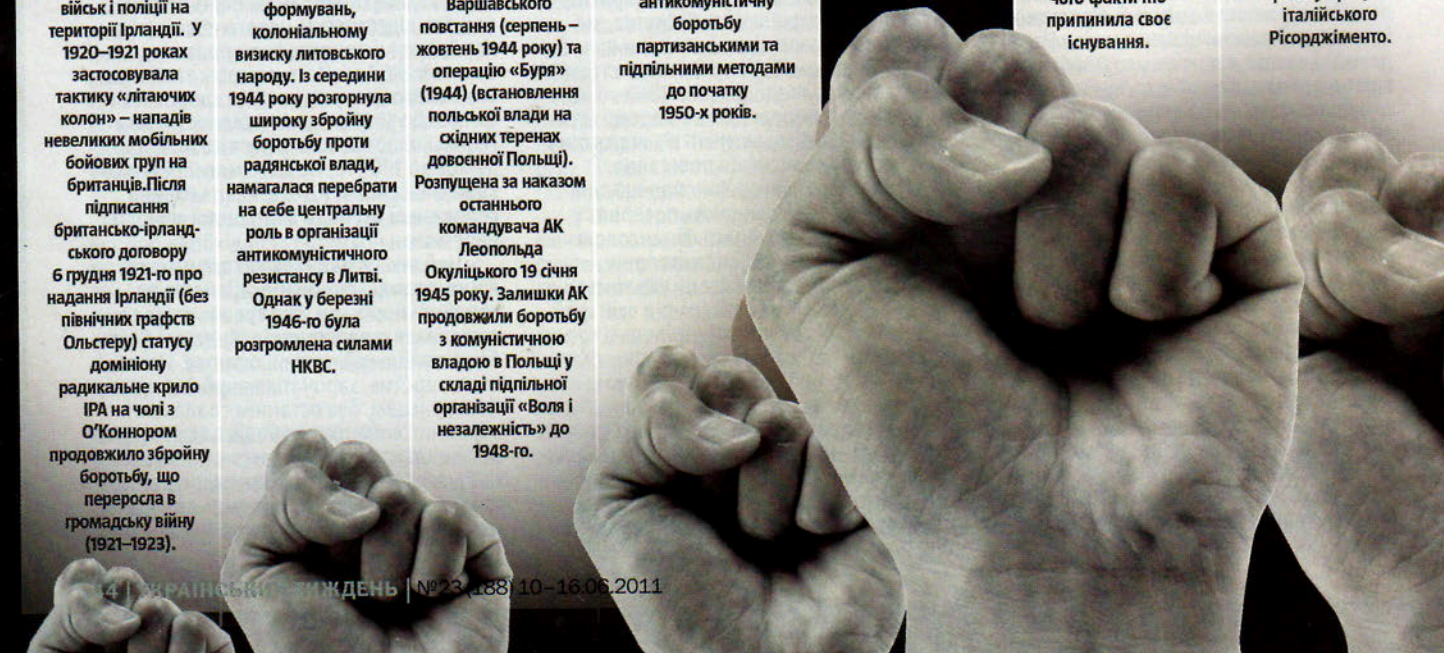 військ і поліції на
території Ірландії. У
1920–1921 роках
застосовувала
тактику «літаючих
колон» – нападів
невеликих мобільних
бойових груп на
британців.Після
підписання
британсько-ірланд-
ського договору
6 грудня 1921-го про
надання Ірландії (без
північних графств
Ольстеру) статусу
домініону
радикальне крило
ІРА на чолі з
О'Коннором
продовжило збройну
боротьбу, що
переросла в
громадську війну
(1921–1923).
формувань,
колоніальному
визиску литовського
народу. Із середини
1944 року розгорнула
широку збройну
боротьбу проти
радянської влади,
намагалася перебрати
на себе центральну
роль в організації
антикомуністичного
резистансу в Литві.
Однак у березні
1946-го була
розгромлена силами
НКВС.
Варшавського
повстання (серпень –
жовтень 1944 року) та
операцію «Буря»
(1944) (встановлення
польської влади на
східних теренах
довоєнної Польщі).
Розпущена за наказом
останнього
командувача АК
Леопольда
Окуліцького 19 січня
1945 року. Залишки АК
продовжили боротьбу
з комуністичною
владою в Польщі у
складі підпільної
організації «Воля і
незалежність» до
1948-го.
антикомуністичну
боротьбу
партизанськими та
підпільними методами
до початку
1950-х років.
припинила своє
існування.
італійського
Рісорджіменто.
УКРАЇНСЬКИЙ ТИЖДЕНЬ | №23 (188) 10–16.06.2011